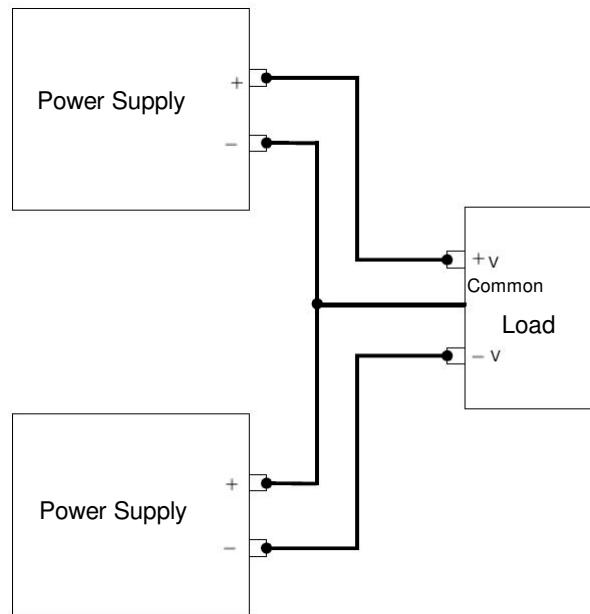 +
Power Supply
−
+ V
Common
Load
− V
+
Power Supply
−